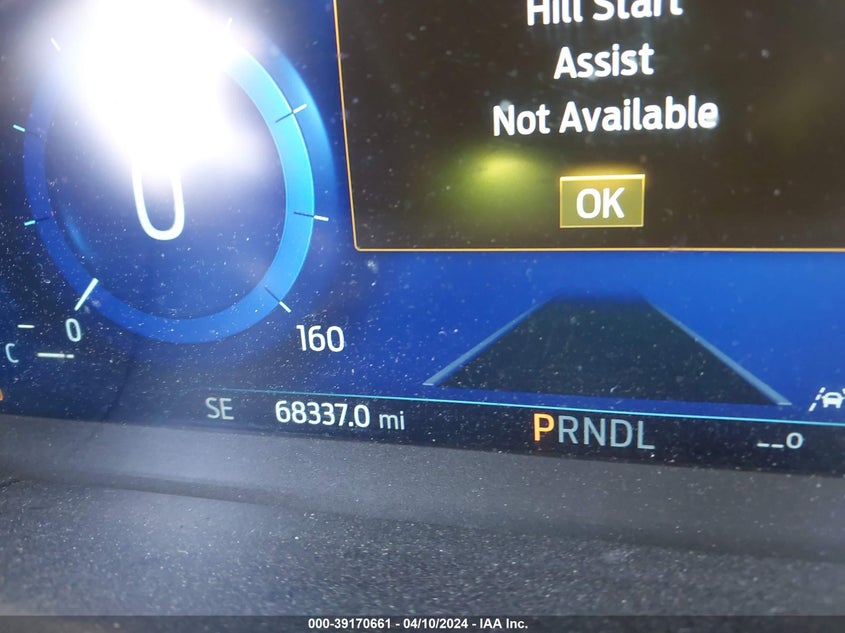 Hill Start
Assist
Not Available
OK
0
0
160
C
SE
68337.0 mi
PRNDL
000-39170661 - 04/10/2024 - IAA Inc.